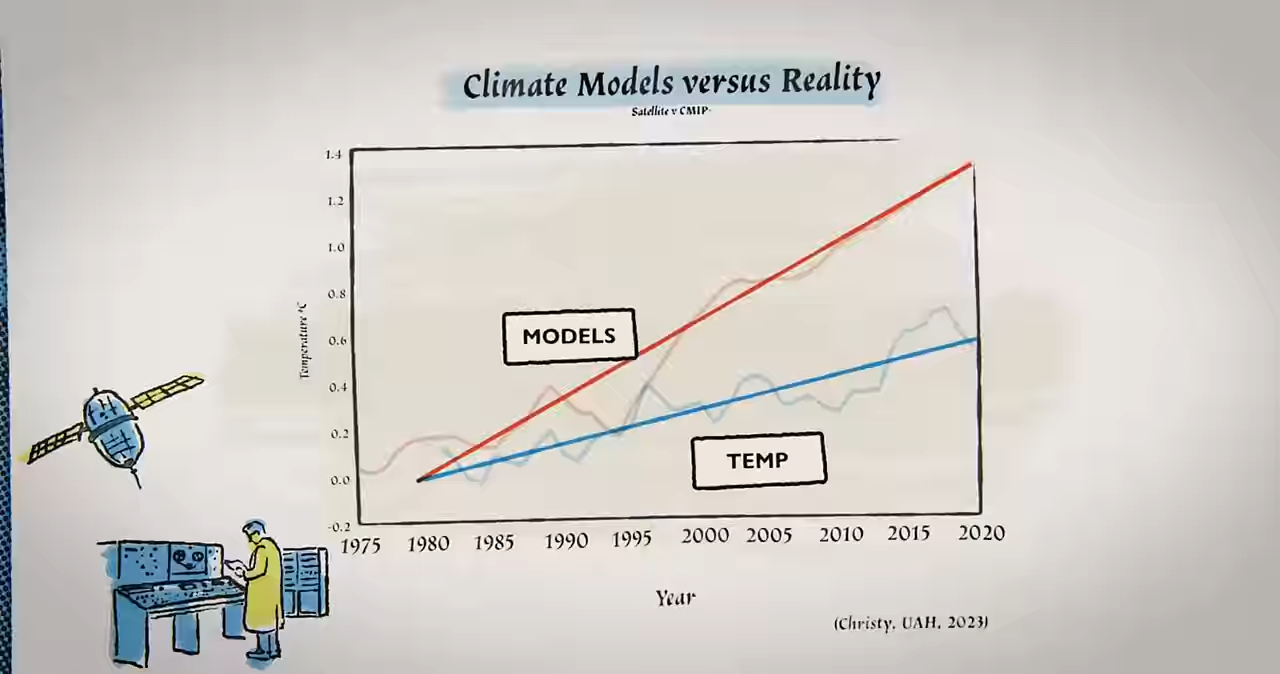 Climate Models versus Reality
Satellite v CMIP
1.4
1.2
1.0
0.8
0.6
0.4
0.2
0.0
-0.2
Temperature °C
MODELS
TEMP
1975 1980 1985 1990 1995 2000 2005 2010 2015 2020
Year
(Christy, UAH, 2023)